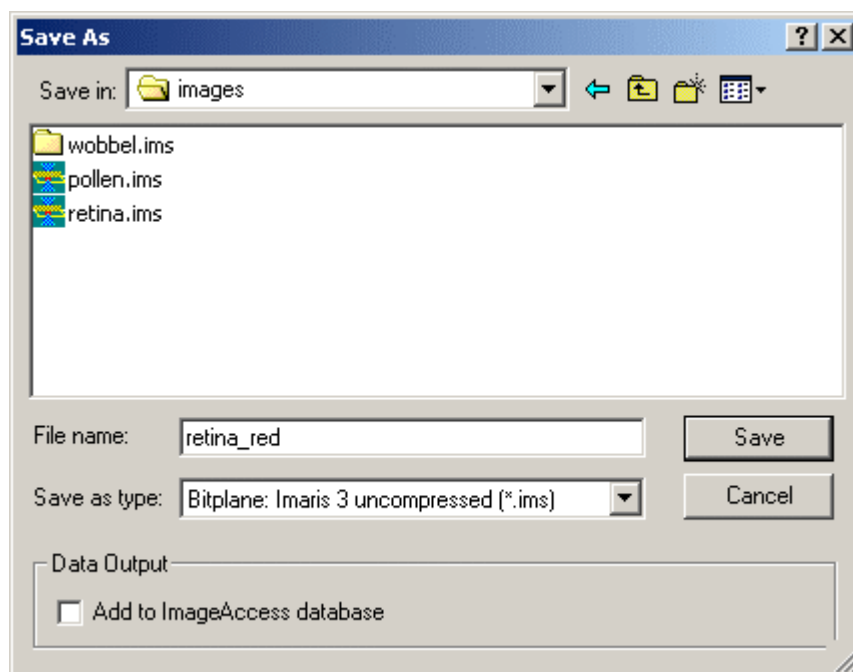 Save As
Save in: images
wobbel.ims
pollen.ims
retina.ims
File name: retina_red Save
Save as type: Bitplane: Imaris 3 uncompressed (*.ims) Cancel
Data Output
Add to ImageAccess database